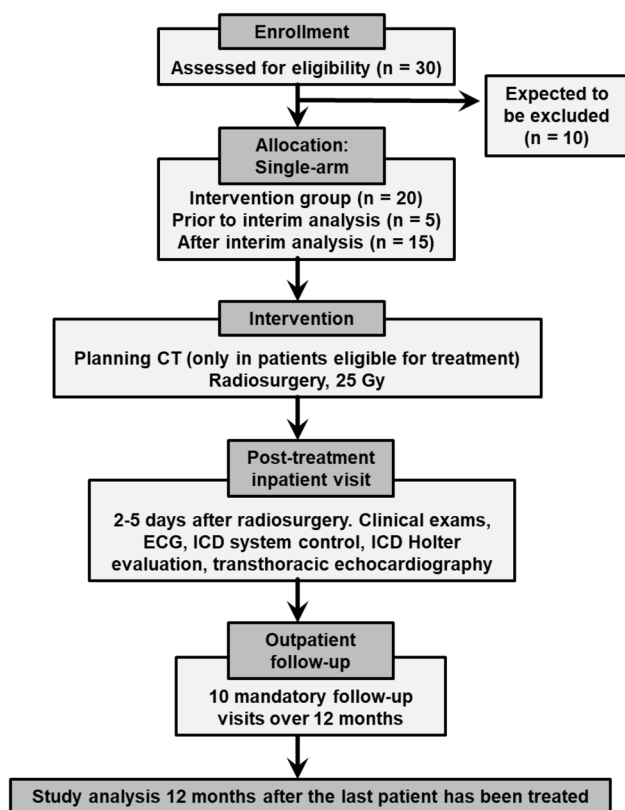 Enrollment
Assessed for eligibility (n = 30)
Expected to
be excluded
(n = 10)
Allocation:
Single-arm
Intervention group (n = 20)
Prior to interim analysis (n = 5)
After interim analysis (n = 15)
Intervention
Planning CT (only in patients eligible for treatment)
Radiosurgery, 25 Gy
Post-treatment
inpatient visit
2-5 days after radiosurgery. Clinical exams,
ECG, ICD system control, ICD Holter
evaluation, transthoracic echocardiography
Outpatient
follow-up
10 mandatory follow-up
visits over 12 months
Study analysis 12 months after the last patient has been treated